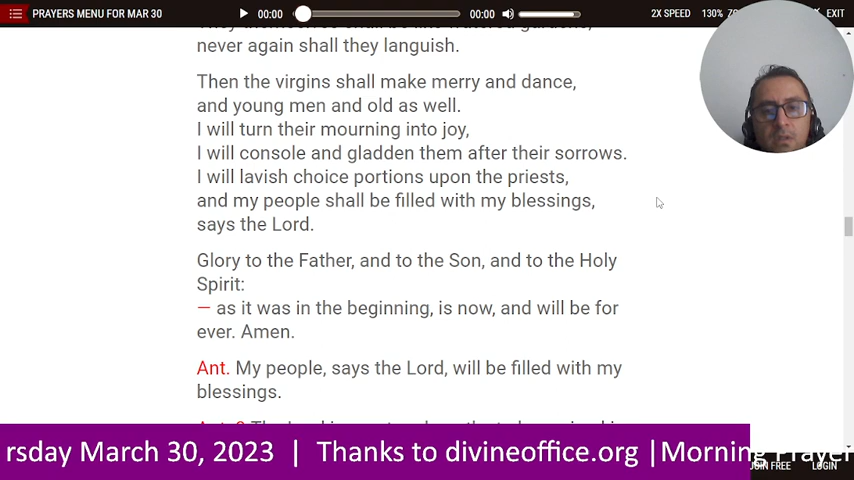 PRAYERS MENU FOR MAR 30 00:00 00:00 2X SPEED 130% EXIT
never again shall they languish.
Then the virgins shall make merry and dance,
and young men and old as well.
I will turn their mourning into joy,
I will console and gladden them after their sorrows.
I will lavish choice portions upon the priests,
and my people shall be filled with my blessings,
says the Lord.
Glory to the Father, and to the Son, and to the Holy
Spirit:
— as it was in the beginning, is now, and will be for
ever. Amen.
Ant. My people, says the Lord, will be filled with my
blessings.
rsday March 30, 2023 | Thanks to divineoffice.org |Morning Prayer
JOIN FREE LOGIN